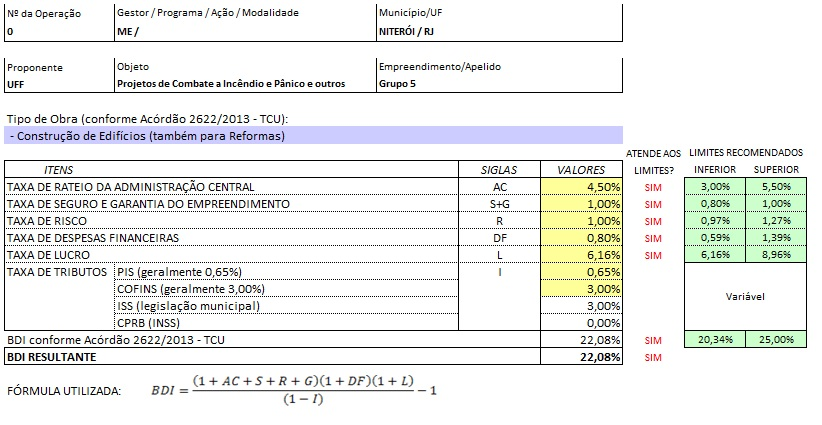 Nº da Operação Gestor / Programa / Ação / Modalidade Município/UF
0 ME / NITERÓI / RJ
Proponente Objeto Empreendimento/Apelido
UFF Projetos de Combate a Incêndio e Pânico e outros Grupo 5
Tipo de Obra (conforme Acórdão 2622/2013 - TCU):
- Construção de Edifícios (também para Reformas)
ATENDE AOS LIMITES? LIMITES RECOMENDADOS
ITENS SIGLAS VALORES INFERIOR SUPERIOR
TAXA DE RATEIO DA ADMINISTRAÇÃO CENTRAL AC 4,50% SIM 3,00% 5,50%
TAXA DE SEGURO E GARANTIA DO EMPREENDIMENTO S+G 1,00% SIM 0,80% 1,00%
TAXA DE RISCO R 1,00% SIM 0,97% 1,27%
TAXA DE DESPESAS FINANCEIRAS DF 0,80% SIM 0,59% 1,39%
TAXA DE LUCRO L 6,16% SIM 6,16% 8,96%
TAXA DE TRIBUTOS PIS (geralmente 0,65%) I 0,65%
COFINS (geralmente 3,00%) 3,00%
Variável
ISS (legislação municipal) 3,00%
CPRB (INSS) 0,00%
BDI conforme Acórdão 2622/2013 - TCU 22,08% SIM 20,34% 25,00%
BDI RESULTANTE 22,08% SIM
FÓRMULA UTILIZADA: BDI = (1 + AC + S + R + G)(1 + DF)(1 + L) / (1 − I) − 1